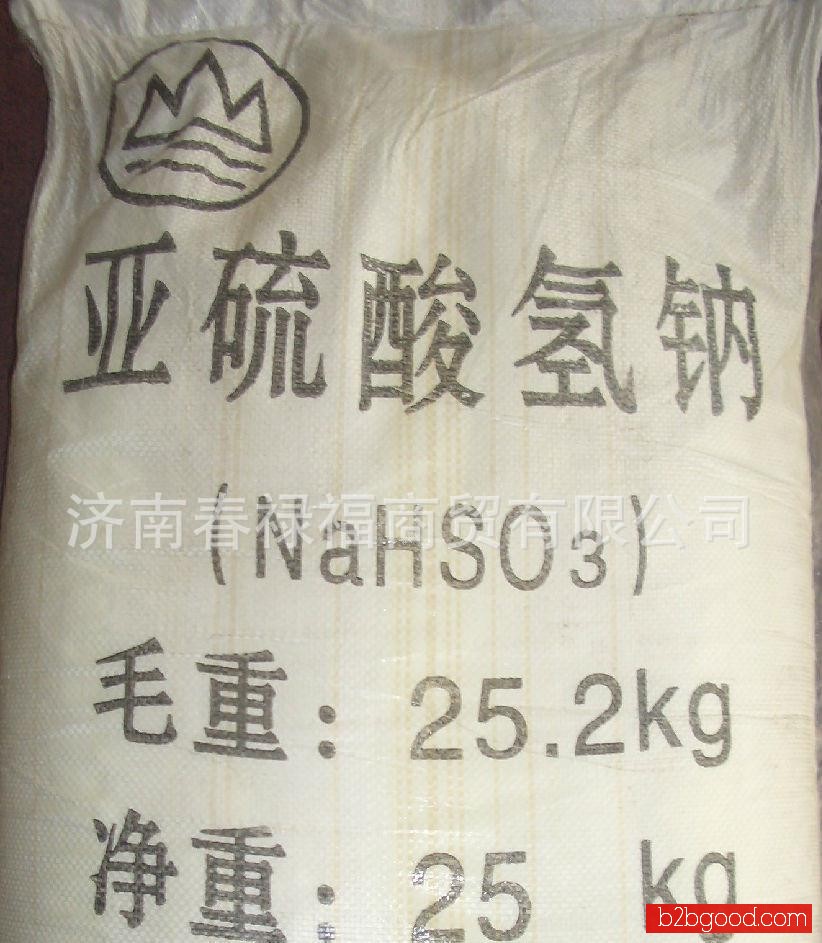 亚硫酸氢钠
济南春禄福商贸有限公司
(NaHSO₃)
毛重：25.2kg
净重：25 kg
b2bgood.com